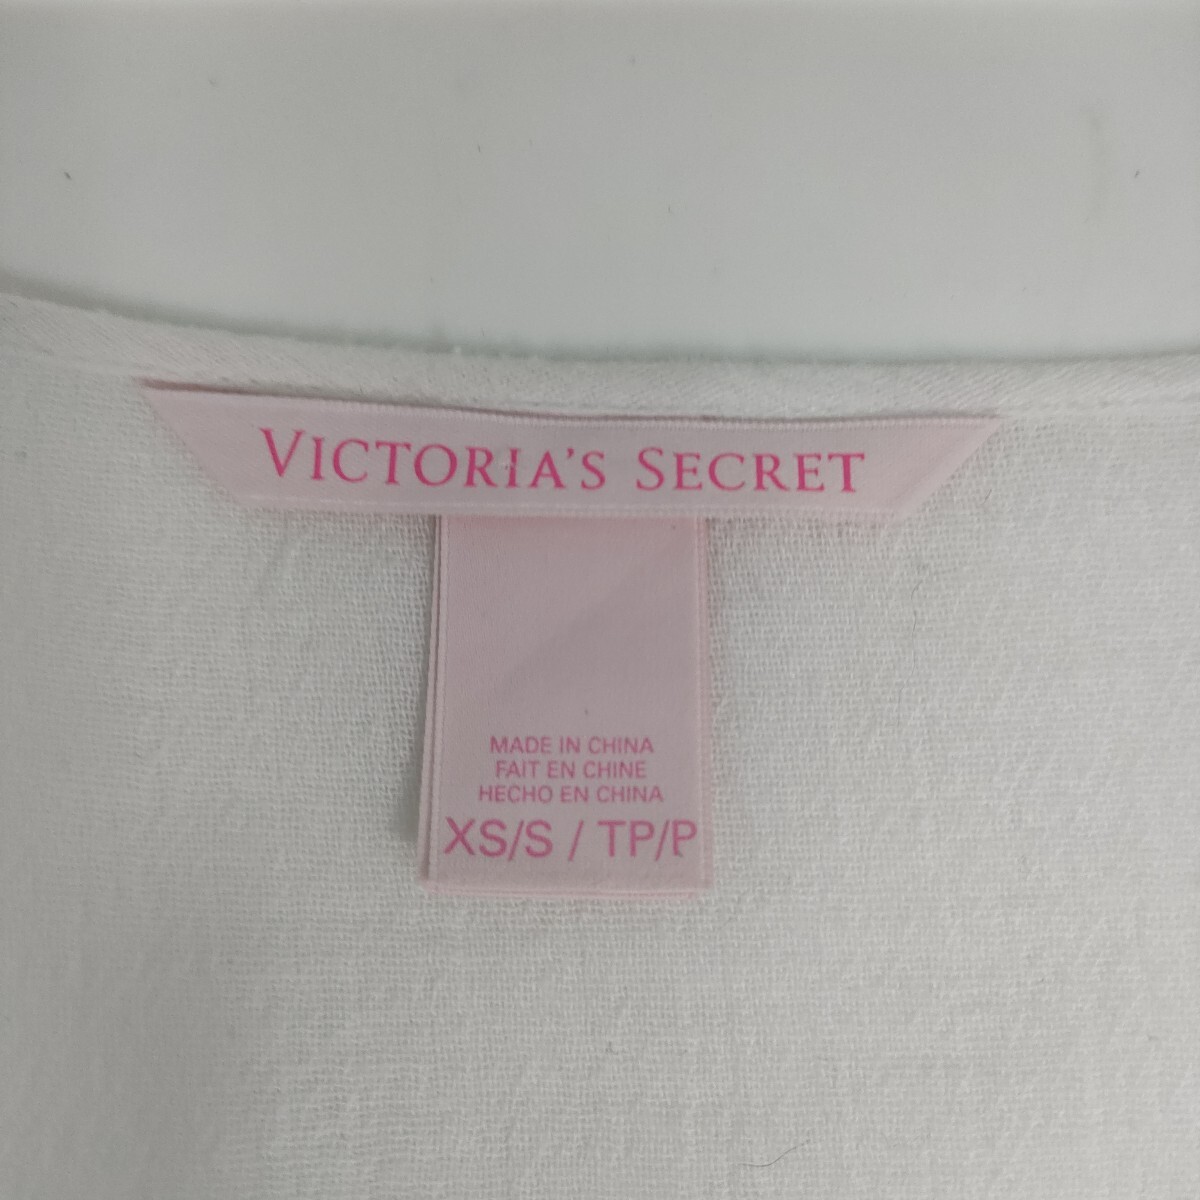 VICTORIA'S SECRET
MADE IN CHINA
FAIT EN CHINE
HECHO EN CHINA
XS/S / TP/P